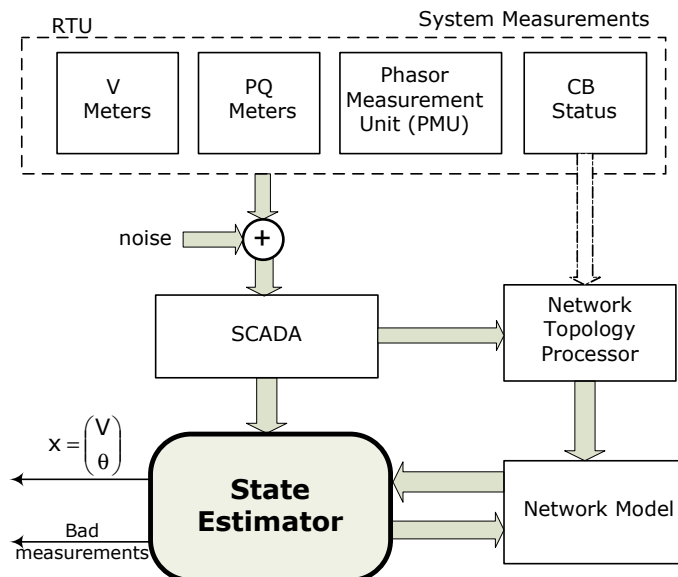 RTU
System Measurements
V
Meters
PQ
Meters
Phasor
Measurement
Unit (PMU)
CB
Status
noise
+
SCADA
Network
Topology
Processor
x = (V
θ)
State
Estimator
Network Model
Bad
measurements